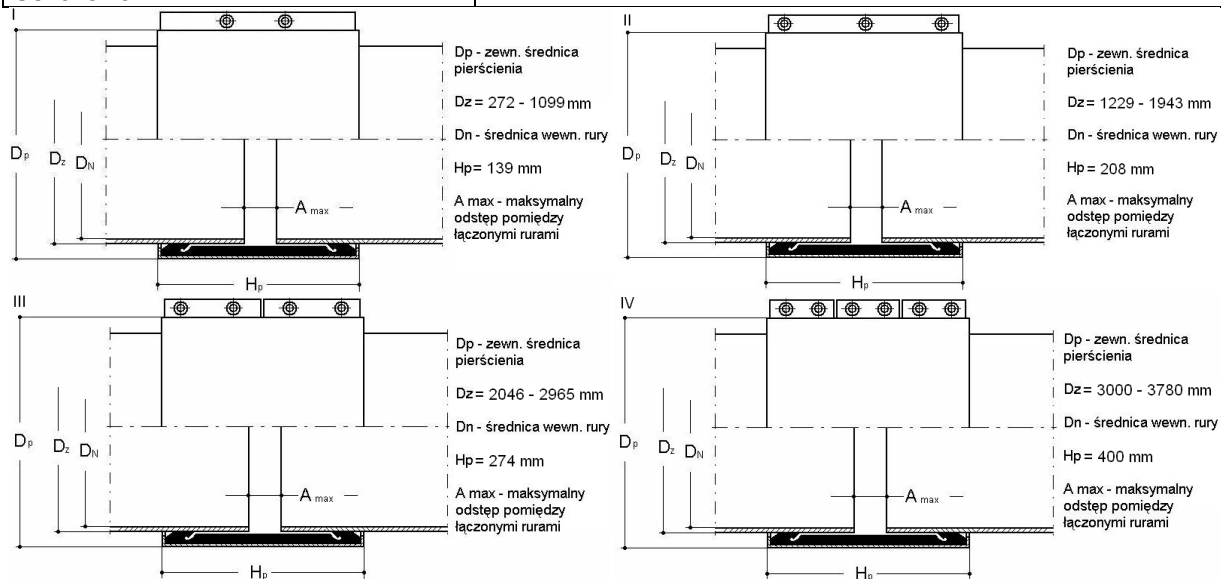 I
Dp - zewn. średnica
pierścienia
Dz = 272 - 1099 mm
Dn - średnica wewn. rury
Hp = 139 mm
A max - maksymalny
odstęp pomiędzy
łączonymi rurami
Dp
Dz
DN
A max
Hp
II
Dp - zewn. średnica
pierścienia
Dz = 1229 - 1943 mm
Dn - średnica wewn. rury
Hp = 208 mm
A max - maksymalny
odstęp pomiędzy
łączonymi rurami
Dp
Dz
DN
A max
Hp
III
Dp - zewn. średnica
pierścienia
Dz = 2046 - 2965 mm
Dn - średnica wewn. rury
Hp = 274 mm
A max - maksymalny
odstęp pomiędzy
łączonymi rurami
Dp
Dz
DN
A max
Hp
IV
Dp - zewn. średnica
pierścienia
Dz = 3000 - 3780 mm
Dn - średnica wewn. rury
Hp = 400 mm
A max - maksymalny
odstęp pomiędzy
łączonymi rurami
Dp
Dz
DN
A max
Hp